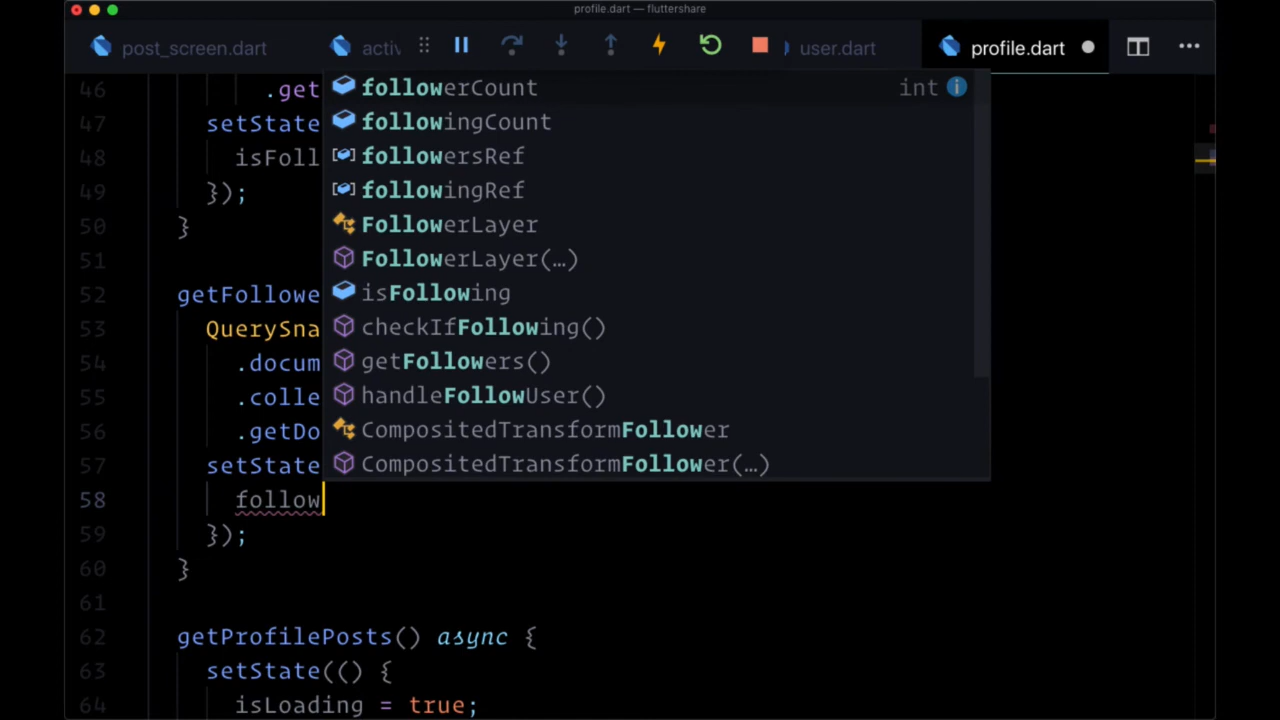 profile.dart — fluttershare
post_screen.dart activ user.dart profile.dart
46 .get
47 setState
48 isFoll
49 });
50 }
51
52 getFollowe
53 QuerySna
54 .docum
55 .colle
56 .getDo
57 setState
58 follow
59 });
60 }
61
62 getProfilePosts() async {
63 setState(() {
64 isLoading = true;
followerCount int
followingCount
followersRef
followingRef
FollowerLayer
FollowerLayer(…)
isFollowing
checkIfFollowing()
getFollowers()
handleFollowUser()
CompositedTransformFollower
CompositedTransformFollower(…)